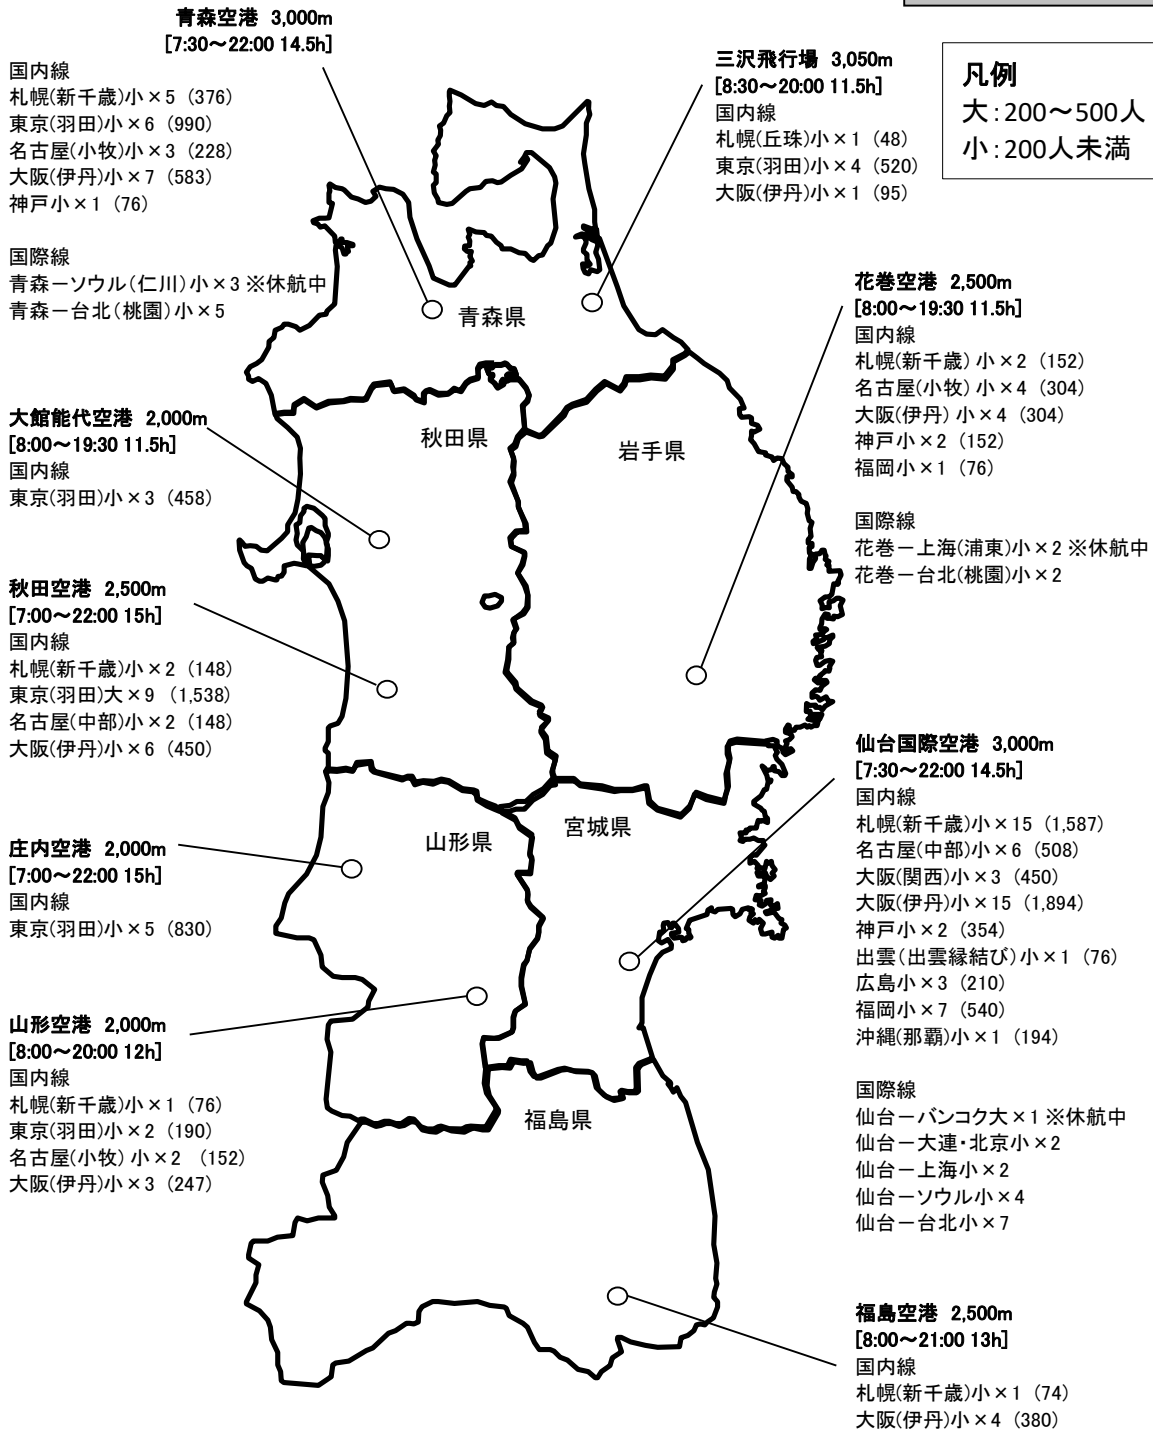 青森空港 3,000m
[7:30～22:00 14.5h]
国内線
札幌(新千歳)小×5 (376)
東京(羽田)小×6 (990)
名古屋(小牧)小×3 (228)
大阪(伊丹)小×7 (583)
神戸小×1 (76)
国際線
青森－ソウル(仁川)小×3 ※休航中
青森－台北(桃園)小×5
三沢飛行場 3,050m
[8:30～20:00 11.5h]
国内線
札幌(丘珠)小×1 (48)
東京(羽田)小×4 (520)
大阪(伊丹)小×1 (95)
凡例
大:200～500人
小:200人未満
花巻空港 2,500m
[8:00～19:30 11.5h]
国内線
札幌(新千歳) 小×2 (152)
名古屋(小牧) 小×4 (304)
大阪(伊丹) 小×4 (304)
神戸小×2 (152)
福岡小×1 (76)
国際線
花巻－上海(浦東)小×2 ※休航中
花巻－台北(桃園)小×2
青森県
大館能代空港 2,000m
[8:00～19:30 11.5h]
国内線
東京(羽田)小×3 (458)
秋田県
岩手県
秋田空港 2,500m
[7:00～22:00 15h]
国内線
札幌(新千歳)小×2 (148)
東京(羽田)大×9 (1,538)
名古屋(中部)小×2 (148)
大阪(伊丹)小×6 (450)
仙台国際空港 3,000m
[7:30～22:00 14.5h]
国内線
札幌(新千歳)小×15 (1,587)
名古屋(中部)小×6 (508)
大阪(関西)小×3 (450)
大阪(伊丹)小×15 (1,894)
神戸小×2 (354)
出雲(出雲縁結び)小×1 (76)
広島小×3 (210)
福岡小×7 (540)
沖縄(那覇)小×1 (194)
国際線
仙台－バンコク大×1 ※休航中
仙台－大連・北京小×2
仙台－上海小×2
仙台－ソウル小×4
仙台－台北小×7
山形県
宮城県
庄内空港 2,000m
[7:00～22:00 15h]
国内線
東京(羽田)小×5 (830)
山形空港 2,000m
[8:00～20:00 12h]
国内線
札幌(新千歳)小×1 (76)
東京(羽田)小×2 (190)
名古屋(小牧) 小×2 (152)
大阪(伊丹)小×3 (247)
福島県
福島空港 2,500m
[8:00～21:00 13h]
国内線
札幌(新千歳)小×1 (74)
大阪(伊丹)小×4 (380)